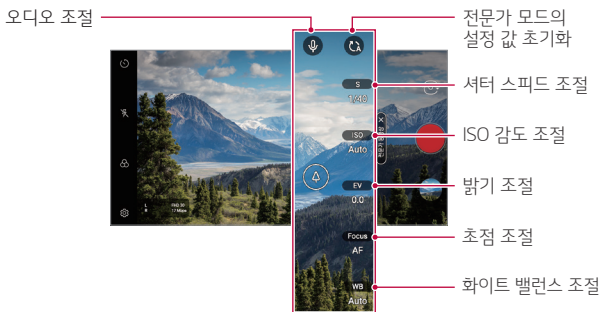 오디오 조절
전문가 모드의
설정 값 초기화
S
1/40
셔터 스피드 조절
ISO
Auto
ISO 감도 조절
EV
0.0
밝기 조절
Focus
AF
초점 조절
WB
Auto
화이트 밸런스 조절